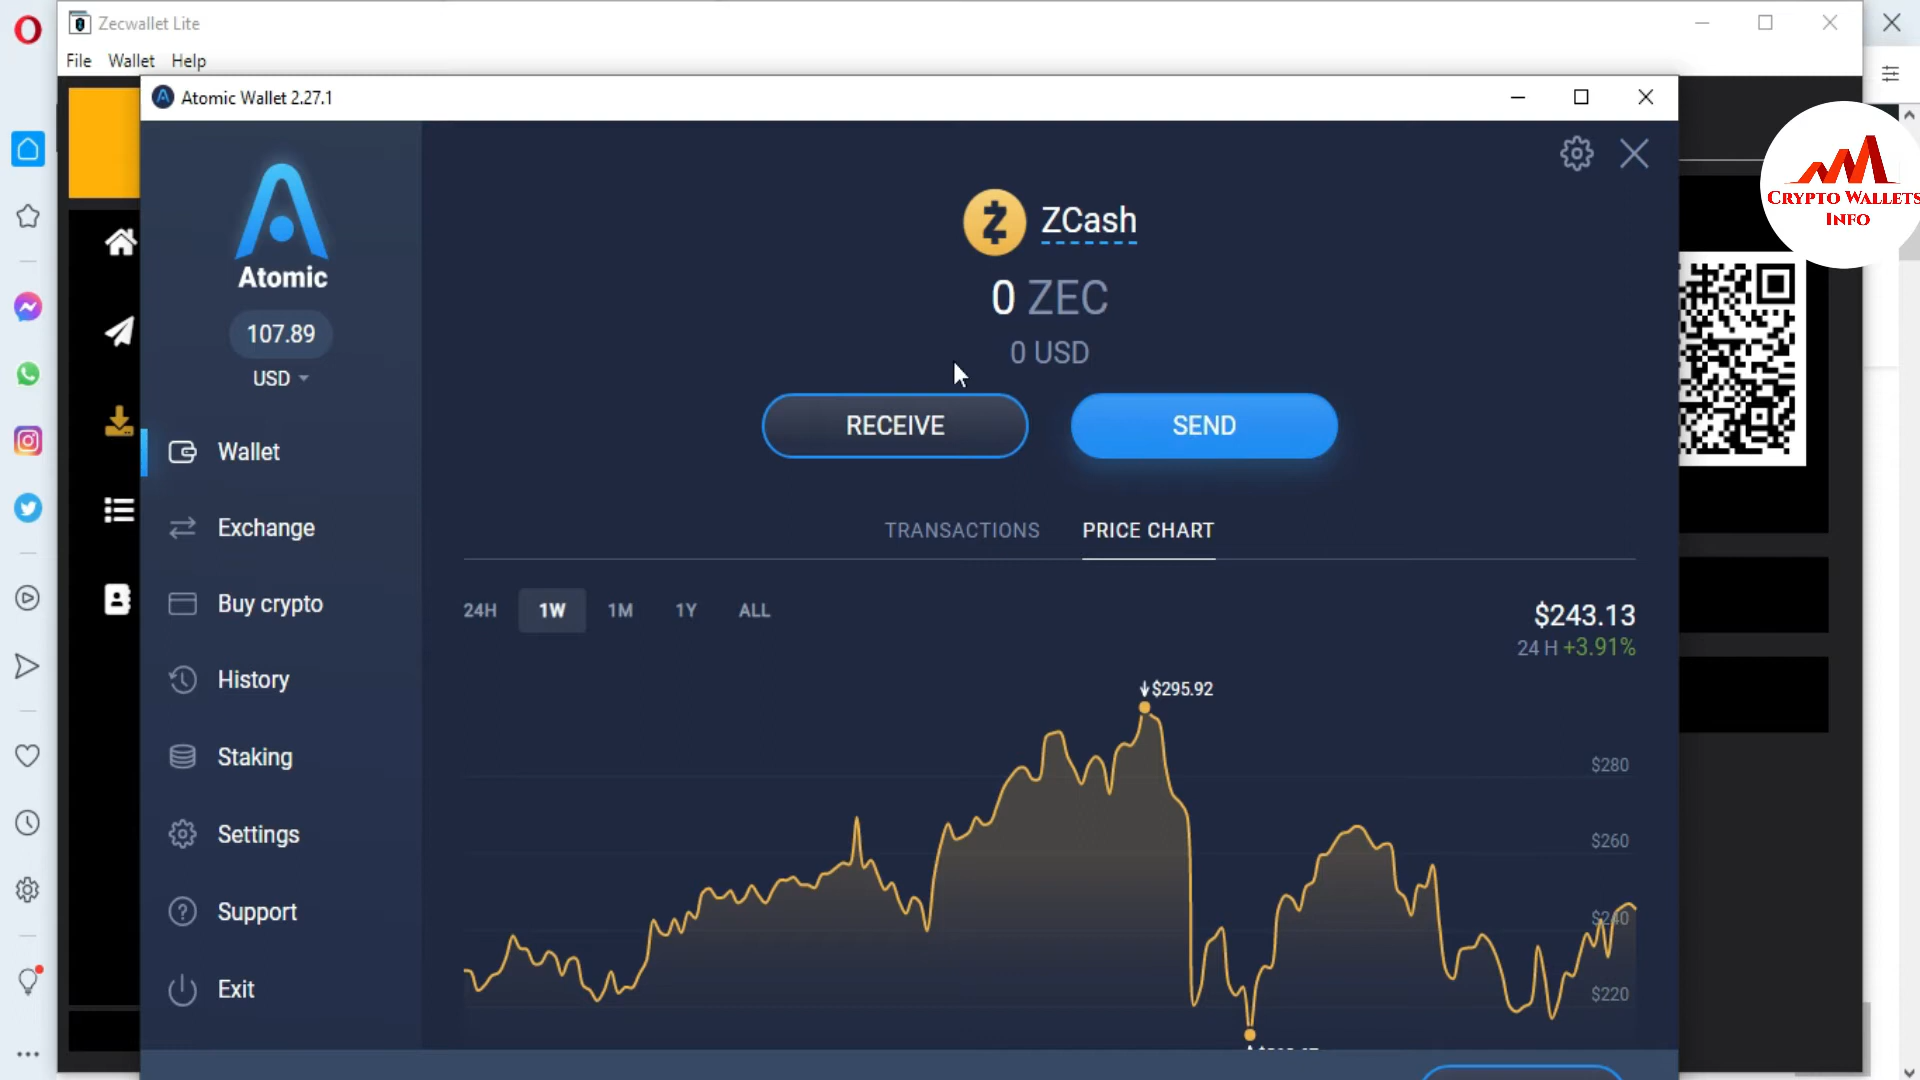 Zecwallet Lite
File Wallet Help
Atomic Wallet 2.27.1
CRYPTO WALLETS
INFO
Atomic
107.89
USD
Wallet
Exchange
Buy crypto
History
Staking
Settings
Support
Exit
ZCash
0 ZEC
0 USD
RECEIVE SEND
TRANSACTIONS PRICE CHART
24H 1W 1M 1Y ALL
$243.13
24 H +3.91%
$295.92
$280
$260
$240
$220